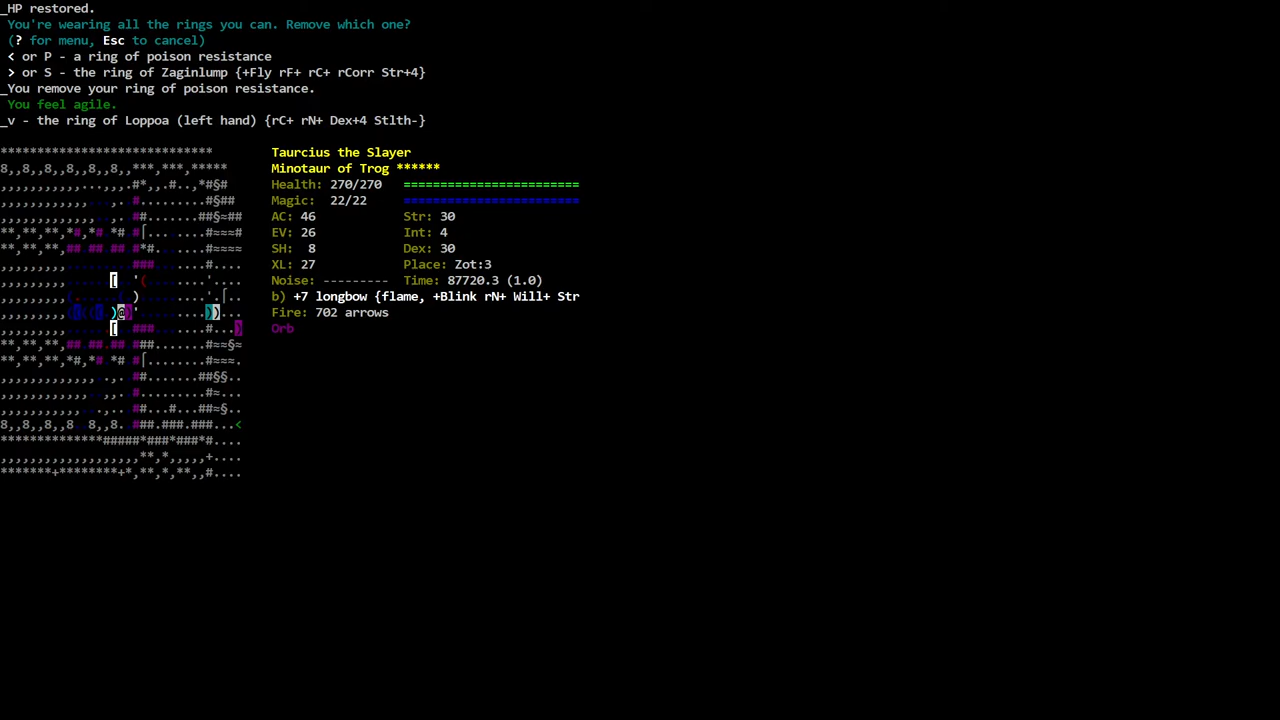 _HP restored.
You're wearing all the rings you can. Remove which one?
(? for menu, Esc to cancel)
< or P - a ring of poison resistance
> or S - the ring of Zaginlump {+Fly rF+ rC+ rCorr Str+4}
_You remove your ring of poison resistance.
You feel agile.
_v - the ring of Loppoa (left hand) {rC+ rN+ Dex+4 Stlth-}
Taurcius the Slayer
Minotaur of Trog ******
Health: 270/270 ========================
Magic: 22/22 ========================
AC: 46 Str: 30
EV: 26 Int: 4
SH: 8 Dex: 30
XL: 27 Place: Zot:3
Noise: --------- Time: 87720.3 (1.0)
b) +7 longbow {flame, +Blink rN+ Will+ Str
Fire: 702 arrows
Orb